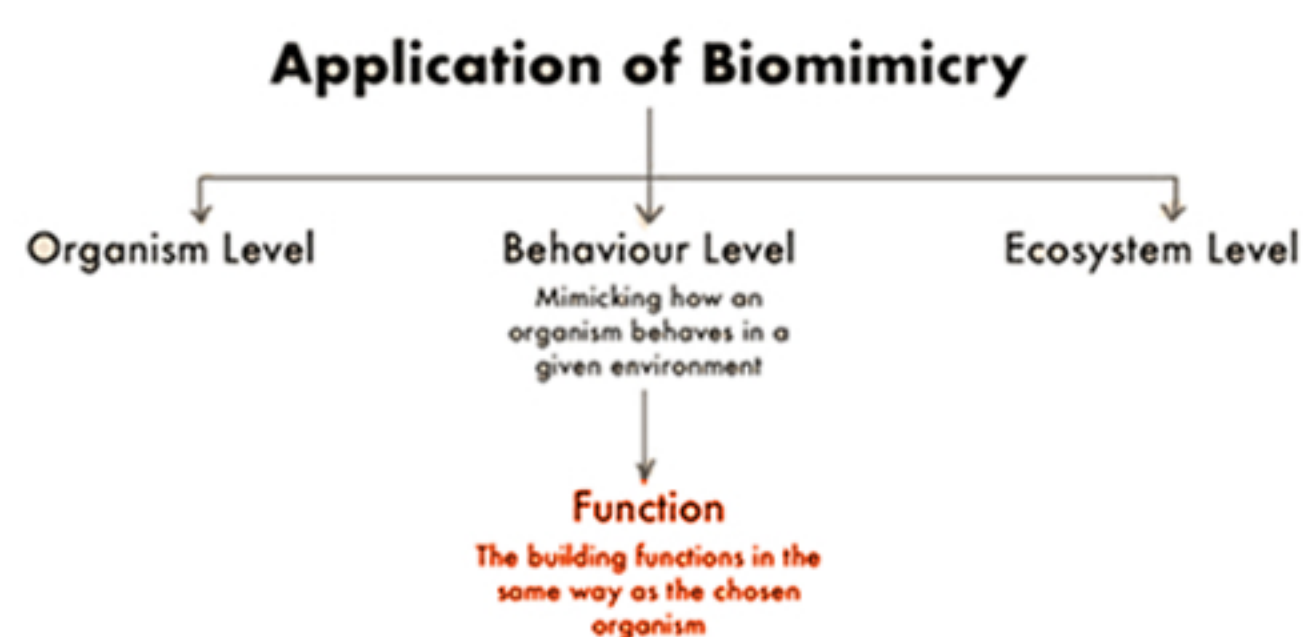 Application of Biomimicry
Organism Level
Behaviour Level
Ecosystem Level
Mimicking how an
organism behaves in a
given environment
Function
The building functions in the
same way as the chosen
organism